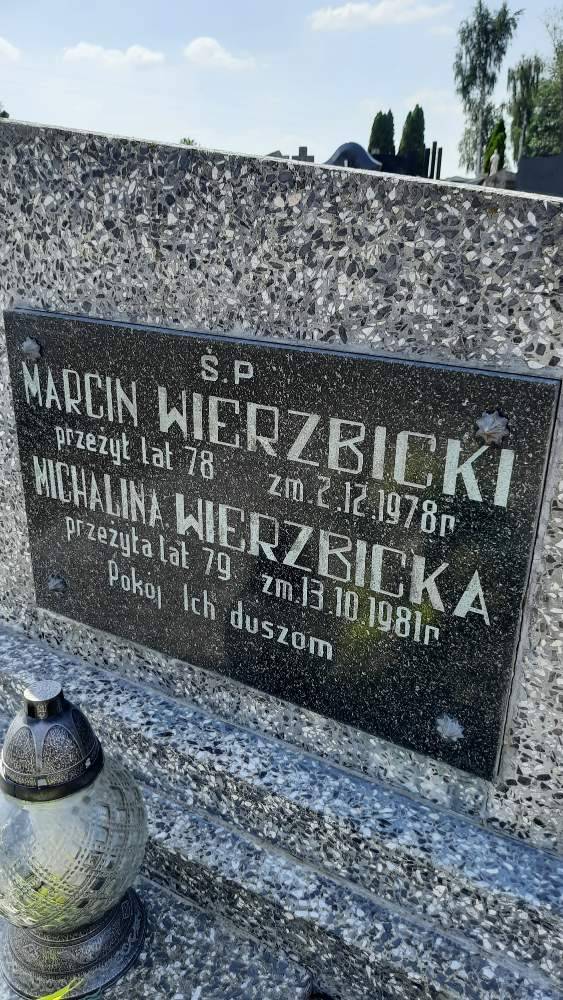 Ś.P
MARCIN WIERZBICKI
przeżył lat 78 zm. 2.12.1978r
MICHALINA WIERZBICKA
przeżyła lat 79 zm. 13.10.1981r
Pokój Ich duszom